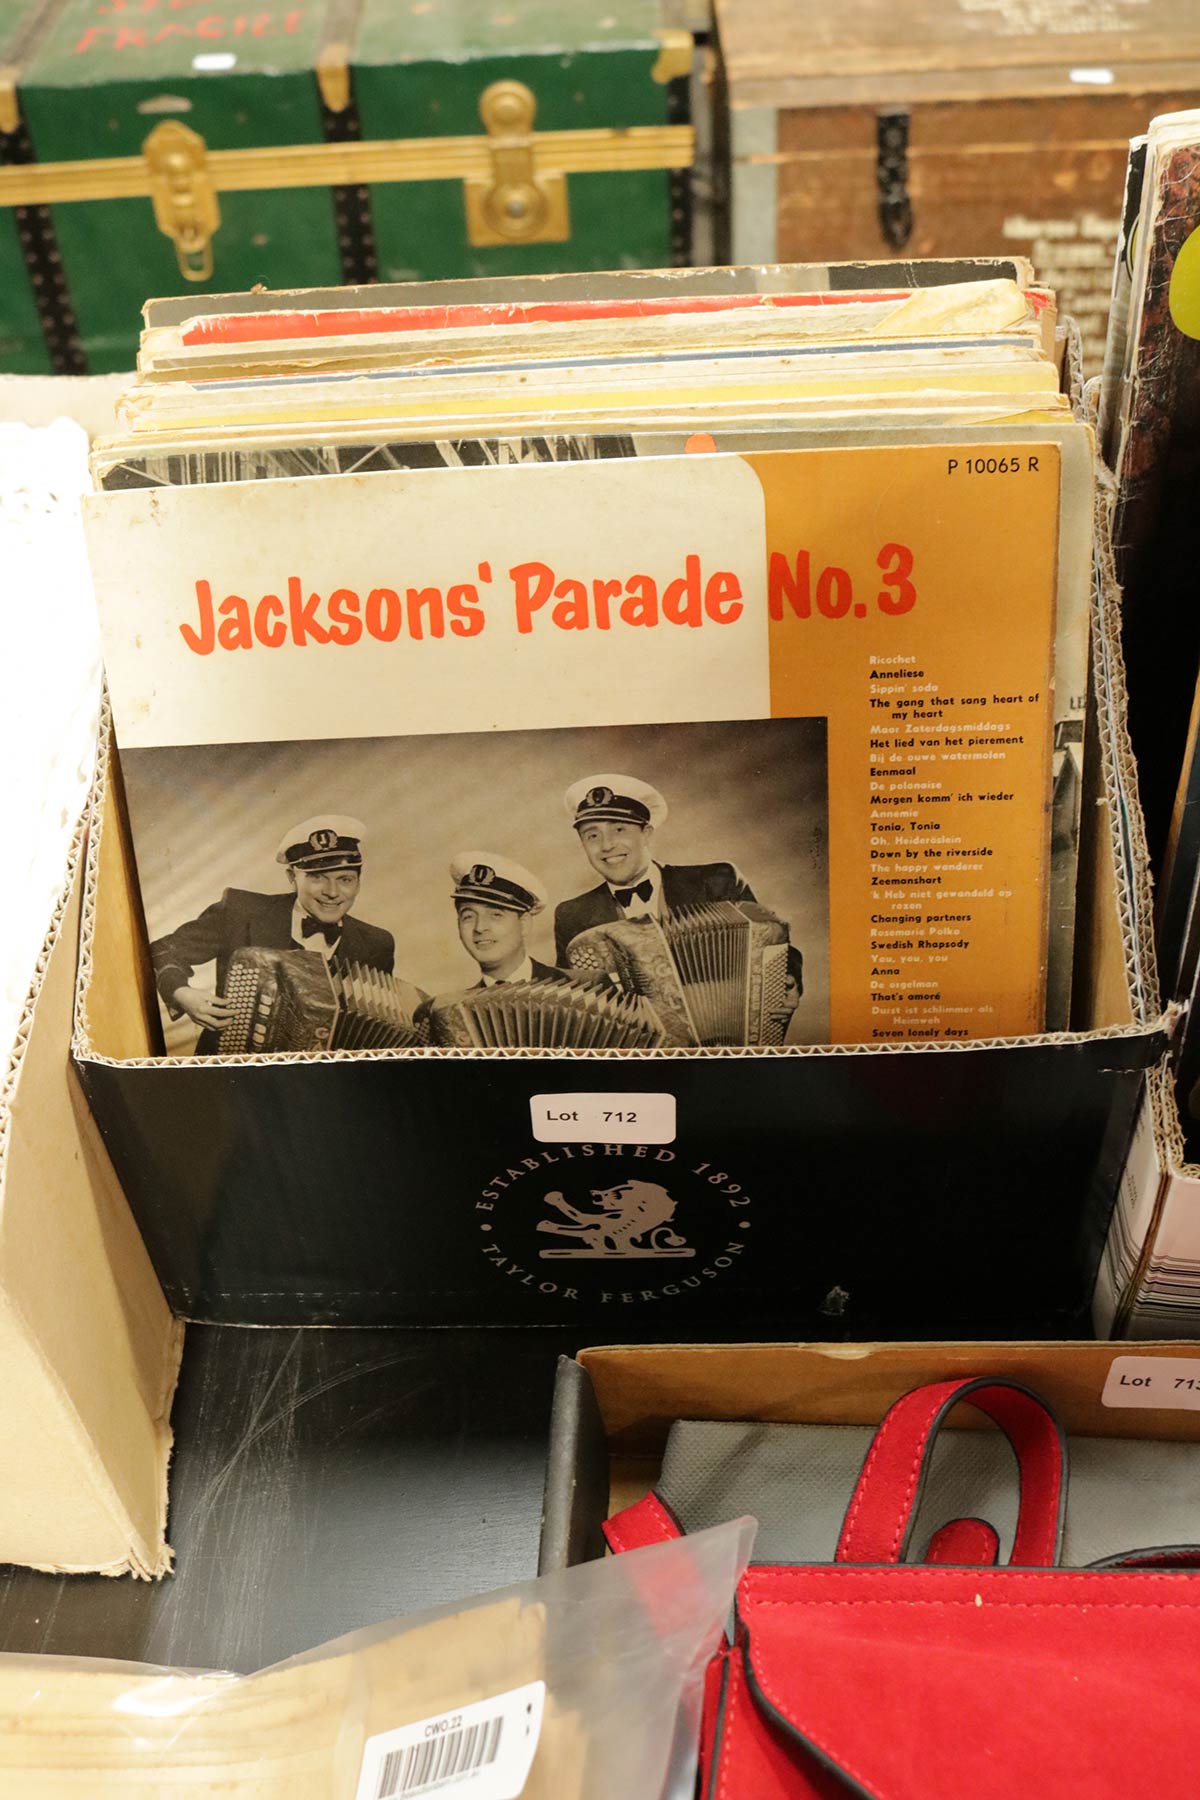 FRAGILE
P 10065 R
Jacksons' Parade No. 3
Ricochet
Anneliese
Sippin' soda
The gang that sang heart of
my heart
Maar Zaterdagsmiddags
Het lied van het pierement
Bij de ouwe watermolen
Eenmaal
De polonaise
Morgen komm' ich wieder
Annemie
Tonia, Tonia
Oh, Heideröslein
Down by the riverside
The happy wanderer
Zeemanshart
'k Heb niet gewandeld op
rozen
Changing partners
Rosemarie Polka
Swedish Rhapsody
You, you, you
Anna
De orgelman
That's amoré
Durst ist schlimmer als
Heimweh
Seven lonely days
Lot 712
ESTABLISHED 1892
TAYLOR FERGUSON
Lot 713
CWO.22